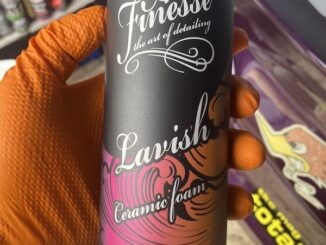 Finesse
the art of detailing
Lavish
Ceramic foam